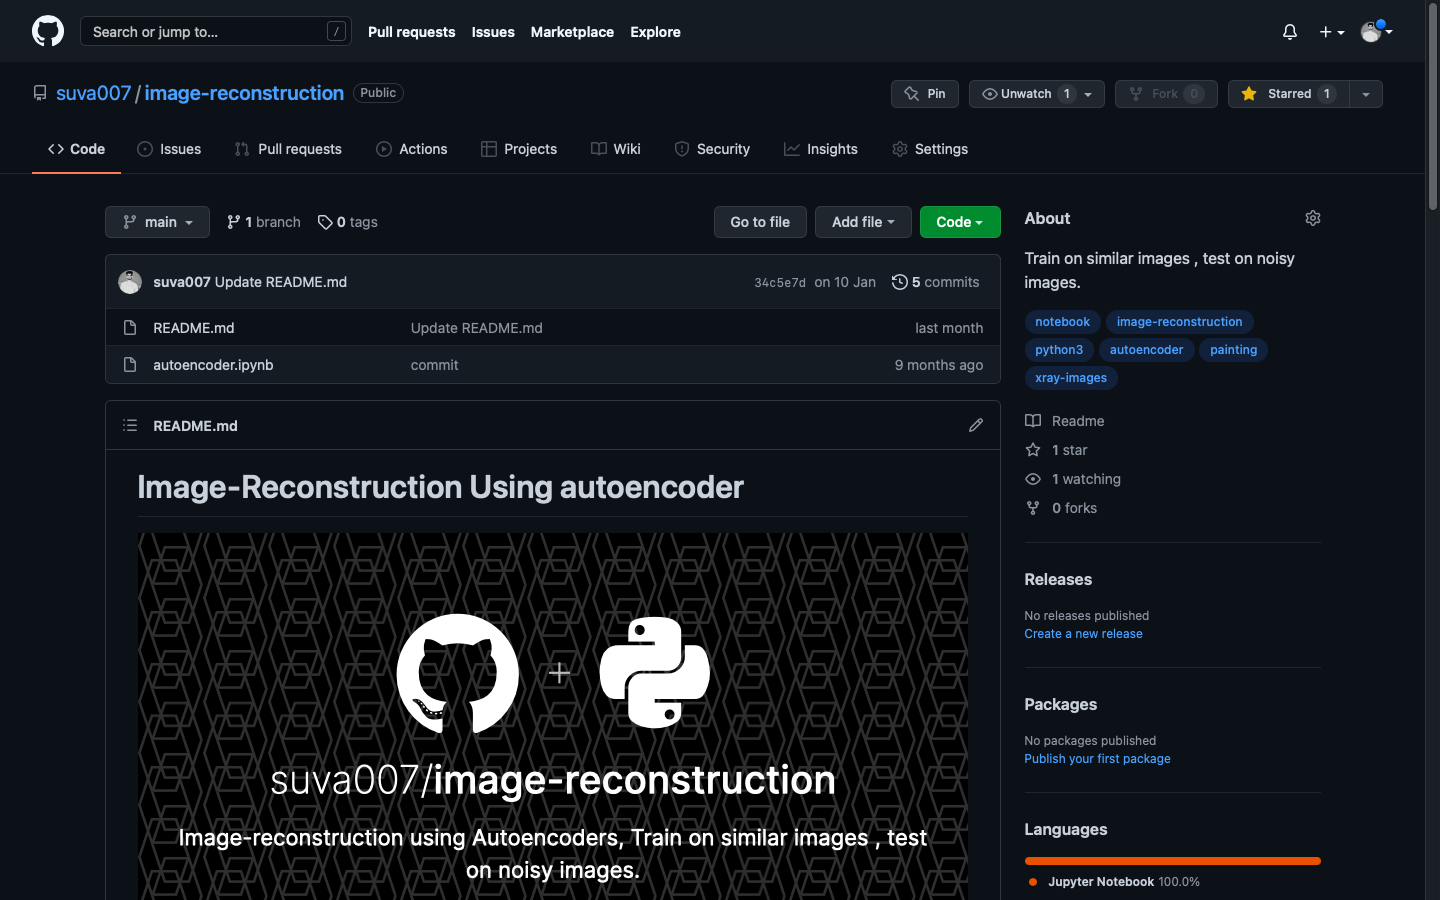 Search or jump to... /
Pull requests
Issues
Marketplace
Explore
suva007 / image-reconstruction Public
Pin
Unwatch 1
Fork 0
Starred 1
Code
Issues
Pull requests
Actions
Projects
Wiki
Security
Insights
Settings
main
1 branch
0 tags
Go to file
Add file
Code
suva007 Update README.md
34c5e7d on 10 Jan
5 commits
README.md
Update README.md
last month
autoencoder.ipynb
commit
9 months ago
README.md
Image-Reconstruction Using autoencoder
suva007/image-reconstruction
Image-reconstruction using Autoencoders, Train on similar images , test
on noisy images.
About
Train on similar images , test on noisy
images.
notebook image-reconstruction
python3 autoencoder painting
xray-images
Readme
1 star
1 watching
0 forks
Releases
No releases published
Create a new release
Packages
No packages published
Publish your first package
Languages
Jupyter Notebook 100.0%